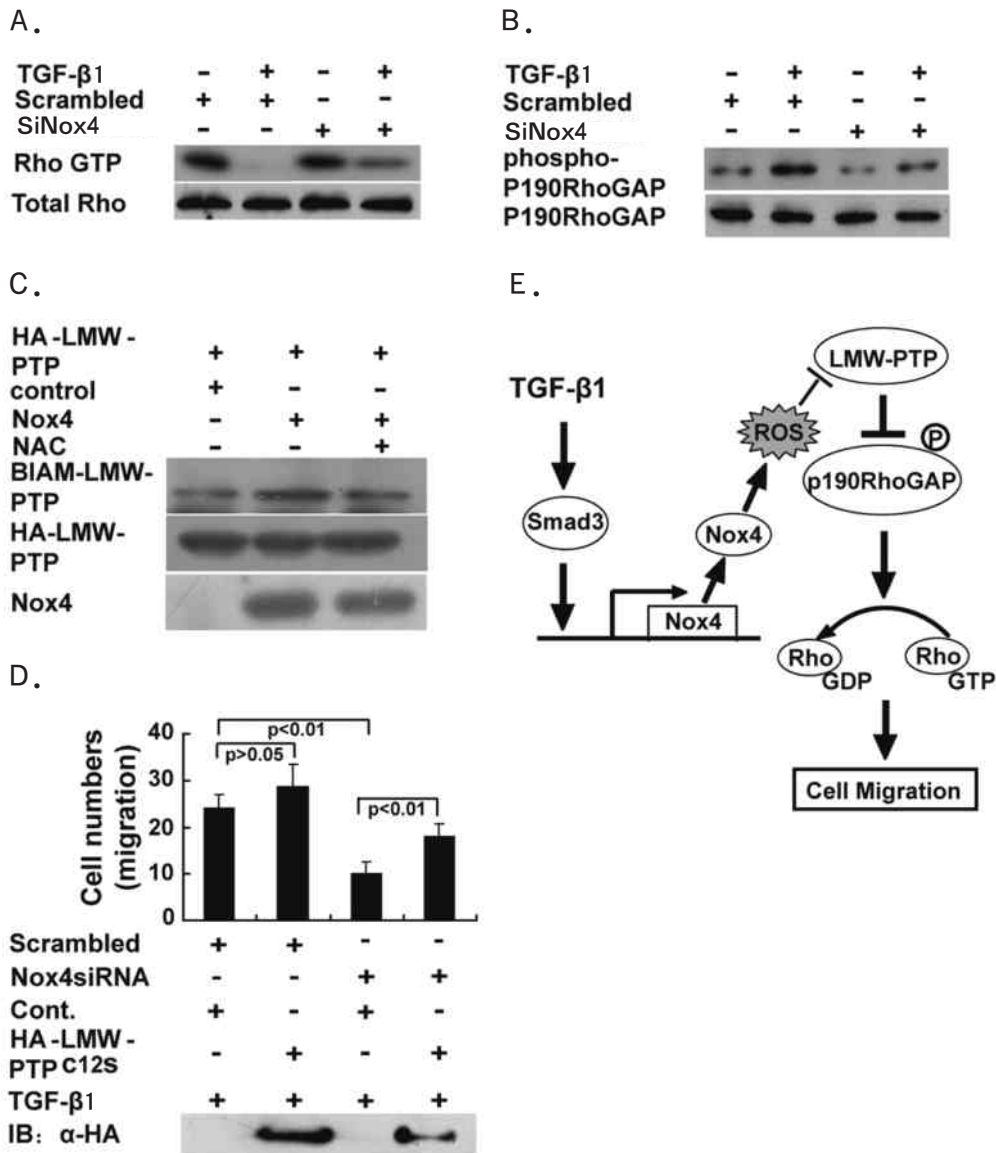 A.
TGF-β1 - + - +
Scrambled + + - -
SiNox4 - - + +
Rho GTP
Total Rho
B.
TGF-β1 - + - +
Scrambled + + - -
SiNox4 - - + +
phospho-
P190RhoGAP
P190RhoGAP
C.
HA-LMW-
PTP + + +
control + - -
Nox4 - + +
NAC - - +
BIAM-LMW-
PTP
HA-LMW-
PTP
Nox4
D.
Cell numbers
(migration)
40
30
20
10
0
p<0.01
p>0.05
p<0.01
Scrambled + + - -
Nox4siRNA - - + +
Cont. + - + -
HA-LMW-
PTP C12S - + - +
TGF-β1 + + + +
IB: α-HA
E.
TGF-β1
Smad3
Nox4
Nox4
ROS
LMW-PTP
P
p190RhoGAP
Rho
GDP
Rho
GTP
Cell Migration